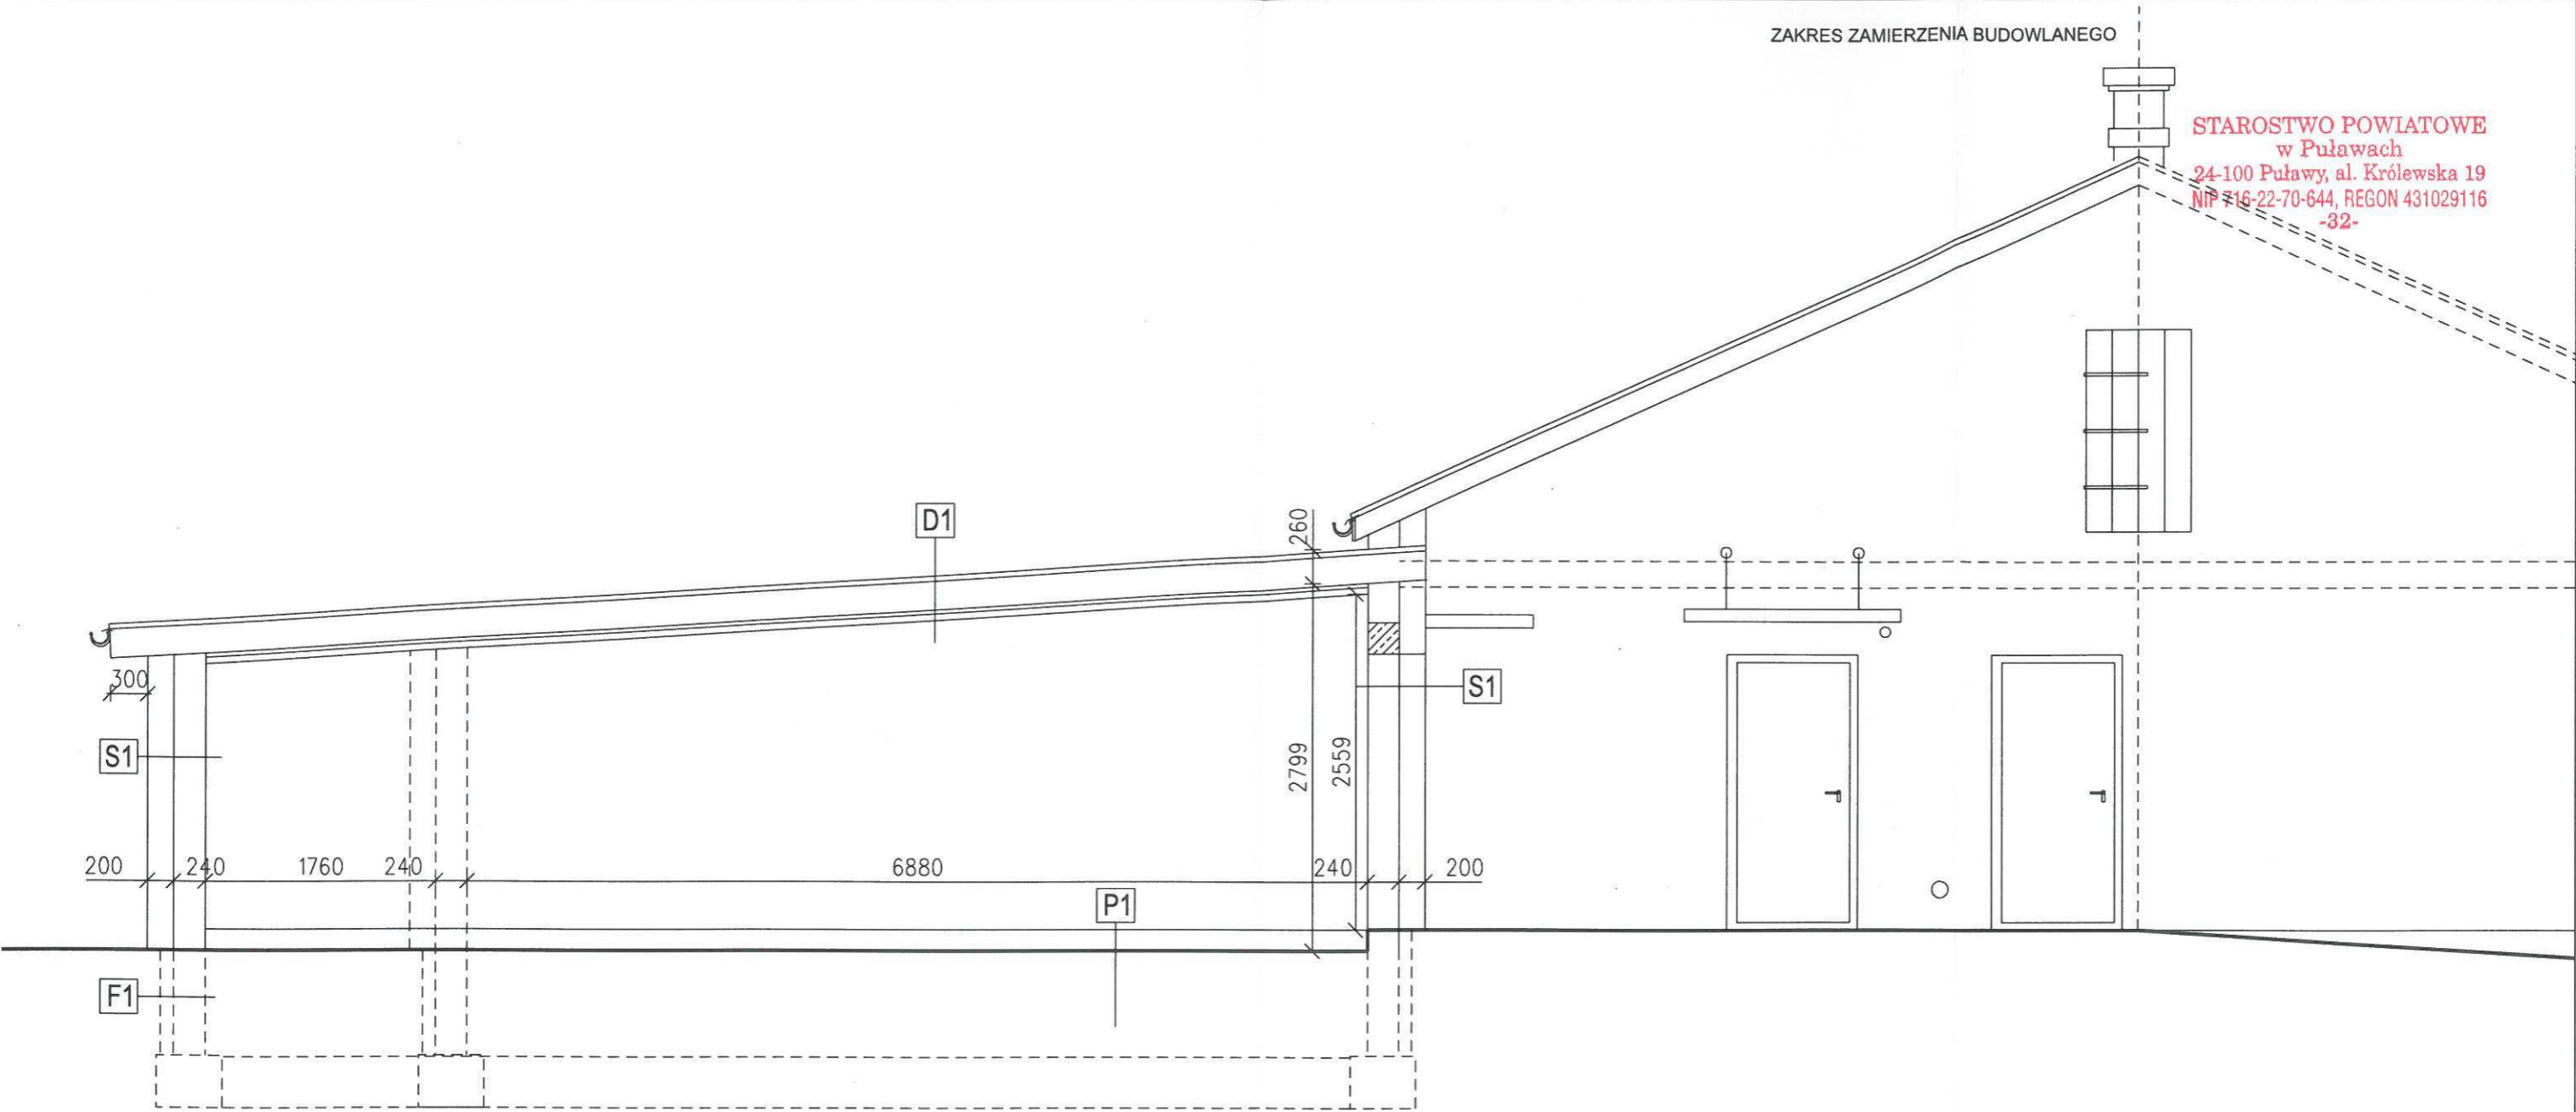 ZAKRES ZAMIERZENIA BUDOWLANEGO
STAROSTWO POWIATOWE
w Puławach
24-100 Puławy, al. Królewska 19
NIP 716-22-70-644, REGON 431029116
-32-
D1
260
300
S1
S1
2799
2559
200
240
1760
240
6880
240
200
P1
F1